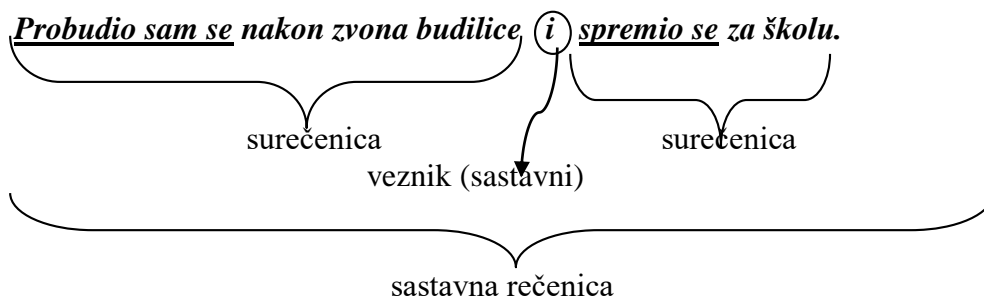 Probudio sam se nakon zvona budilice i spremio se za školu.
surečenica surečenica
veznik (sastavni)
sastavna rečenica